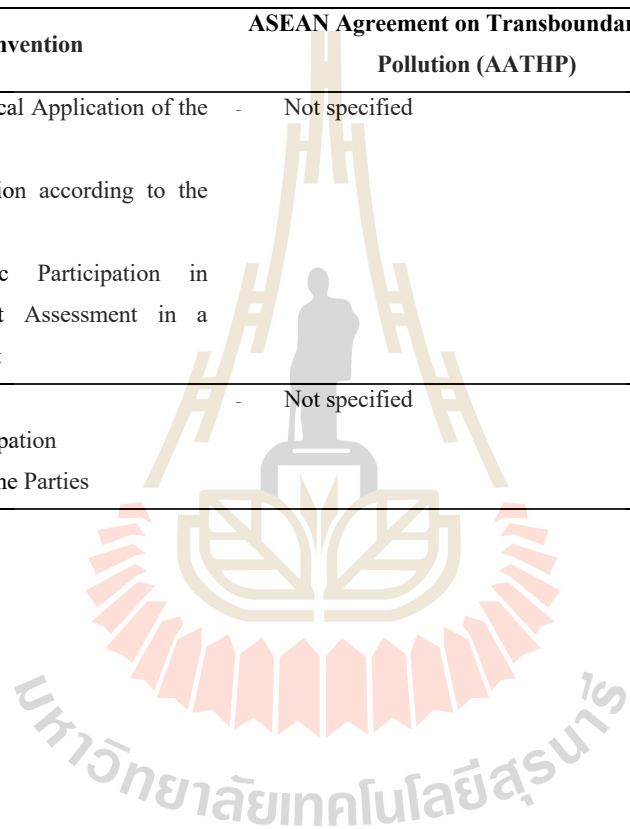 nvention
ASEAN Agreement on Transboundar
Pollution (AATHP)
cal Application of the - Not specified
ion according to the
c Participation in
t Assessment in a
- Not specified
pation
ne Parties
มหาวิทยาลัยเทคโนโลยีสุรนารี